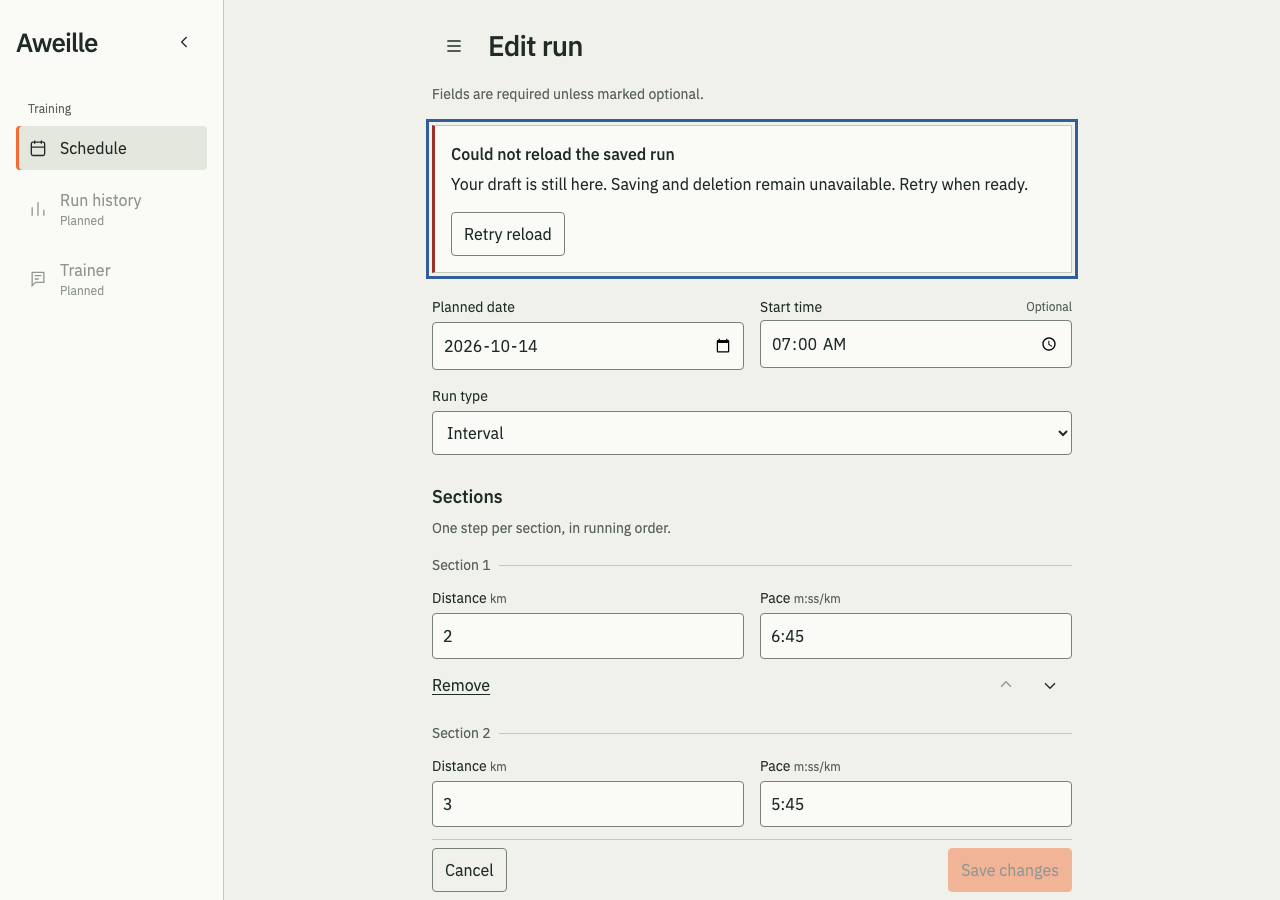 Aweille
Training
Schedule
Run history
Planned
Trainer
Planned
Edit run
Fields are required unless marked optional.
Could not reload the saved run
Your draft is still here. Saving and deletion remain unavailable. Retry when ready.
Retry reload
Planned date
Start time Optional
2026-10-14
07:00 AM
Run type
Interval
Sections
One step per section, in running order.
Section 1
Distance km
Pace m:ss/km
2
6:45
Remove
Section 2
Distance km
Pace m:ss/km
3
5:45
Cancel
Save changes